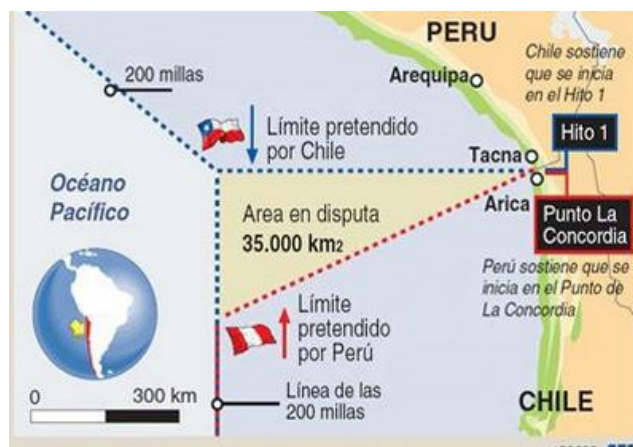 PERU
Chile sostiene
que se inicia
en el Hito 1
200 millas
Arequipa
Límite pretendido
por Chile
Hito 1
Tacna
Océano
Pacífico
Area en disputa
35.000 km2
Arica
Punto La
Concordia
Perú sostiene que se
inicia en el Punto de
La Concordia
Límite
pretendido
por Perú
0 300 km
Línea de las
200 millas
CHILE